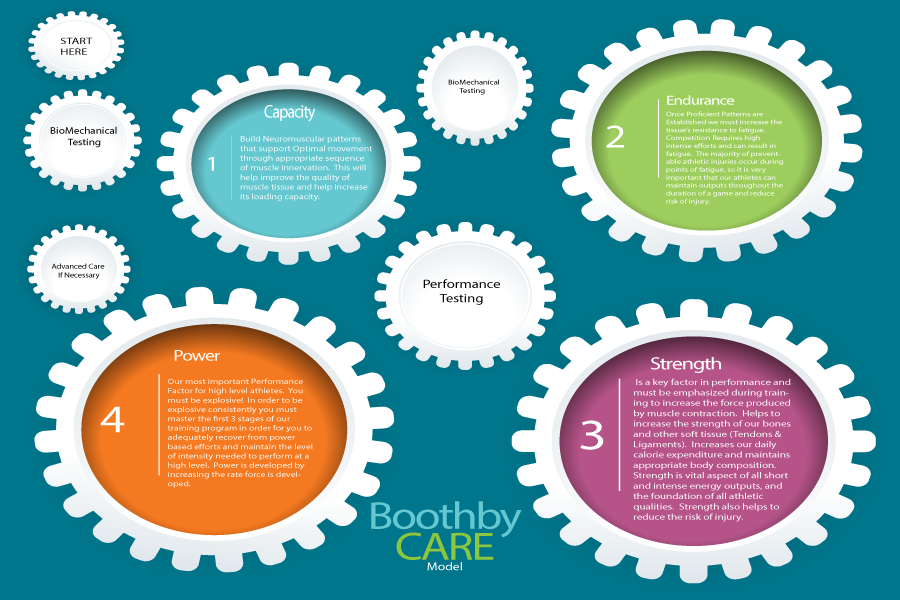 START
HERE
BioMechanical
Testing
Advanced Care
If Necessary
Capacity
1
Build Neuromuscular patterns
that support Optimal movement
through appropriate sequence
of muscle innervation.  This will
help improve the quality of
muscle tissue and help increase
its loading capacity.
BioMechanical
Testing
Endurance
2
Once Proficient Patterns are
Established we must increase the
tissue's resistance to fatigue.
Competition Requires high
intense efforts and can result in
fatigue.  The majority of prevent-
able athletic injuries occur during
points of fatigue, so it is very
important that our athletes can
maintain outputs throughout the
duration of a game and reduce
risk of injury.
Performance
Testing
Strength
3
Is a key factor in performance and
must be emphasized during train-
ing to increase the force produced
by muscle contraction.  Helps to
increase the strength of our bones
and other soft tissue (Tendons &
Ligaments).  Increases our daily
calorie expenditure and maintains
appropriate body composition.
Strength is vital aspect of all short
and intense energy outputs, and
the foundation of all athletic
qualities.  Strength also helps to
reduce the risk of injury.
Power
4
Our most important Performance
Factor for high level athletes.  You
must be explosive!  In order to be
explosive consistently you must
master the first 3 stages of our
training program in order for you to
adequately recover from power
based efforts and maintain the level
of intensity needed to perform at a
high level.  Power is developed by
increasing the rate force is devel-
oped.
Boothby
CARE
Model